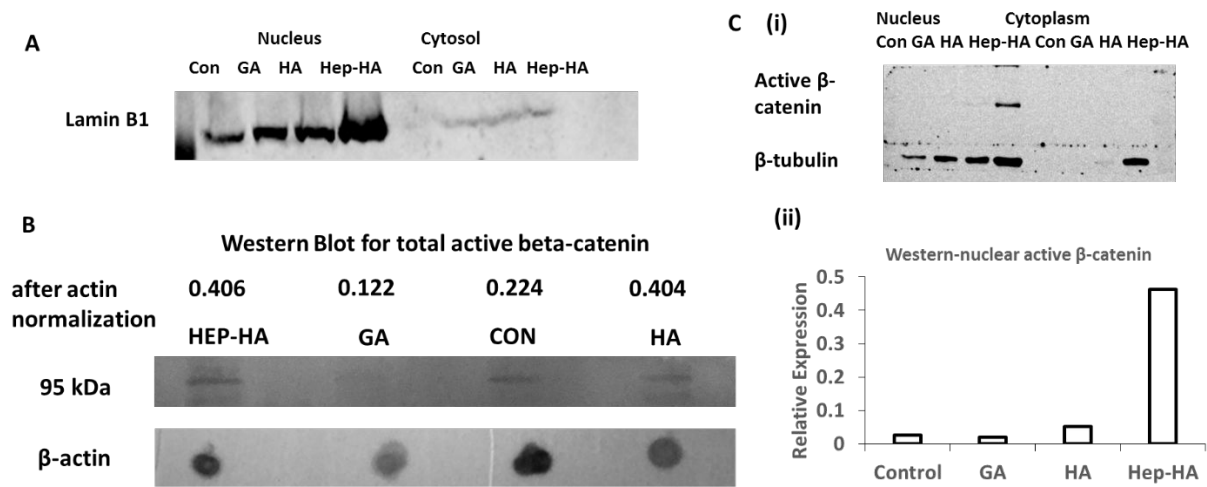 A
Nucleus Cytosol
Con GA HA Hep-HA Con GA HA Hep-HA
Lamin B1
B
Western Blot for total active beta-catenin
after actin normalization
0.406 0.122 0.224 0.404
HEP-HA GA CON HA
95 kDa
β-actin
C (i)
Nucleus Cytoplasm
Con GA HA Hep-HA Con GA HA Hep-HA
Active β-
catenin
β-tubulin
(ii)
Western-nuclear active β-catenin
Relative Expression
0.5
0.4
0.3
0.2
0.1
0
Control GA HA Hep-HA